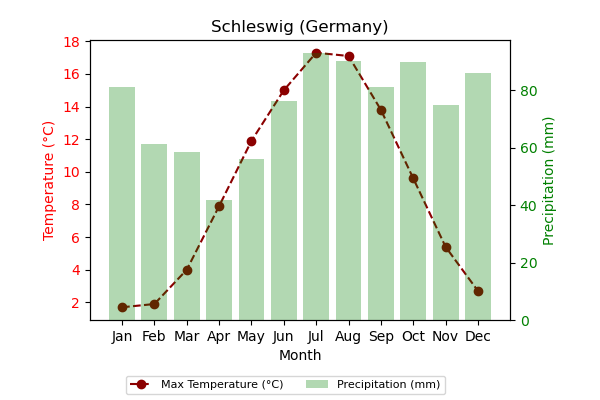 Schleswig (Germany)
18
16
14
12
10
8
6
4
2
Temperature (°C)
80
60
40
20
0
Precipitation (mm)
Jan Feb Mar Apr May Jun Jul Aug Sep Oct Nov Dec
Month
Max Temperature (°C) Precipitation (mm)